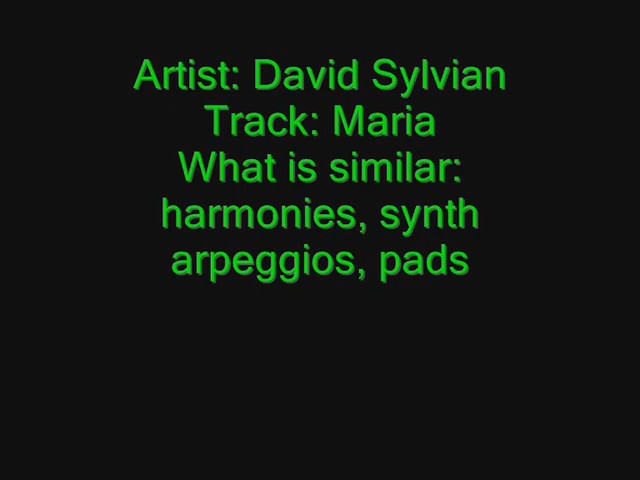 Artist: David Sylvian
Track: Maria
What is similar:
harmonies, synth
arpeggios, pads